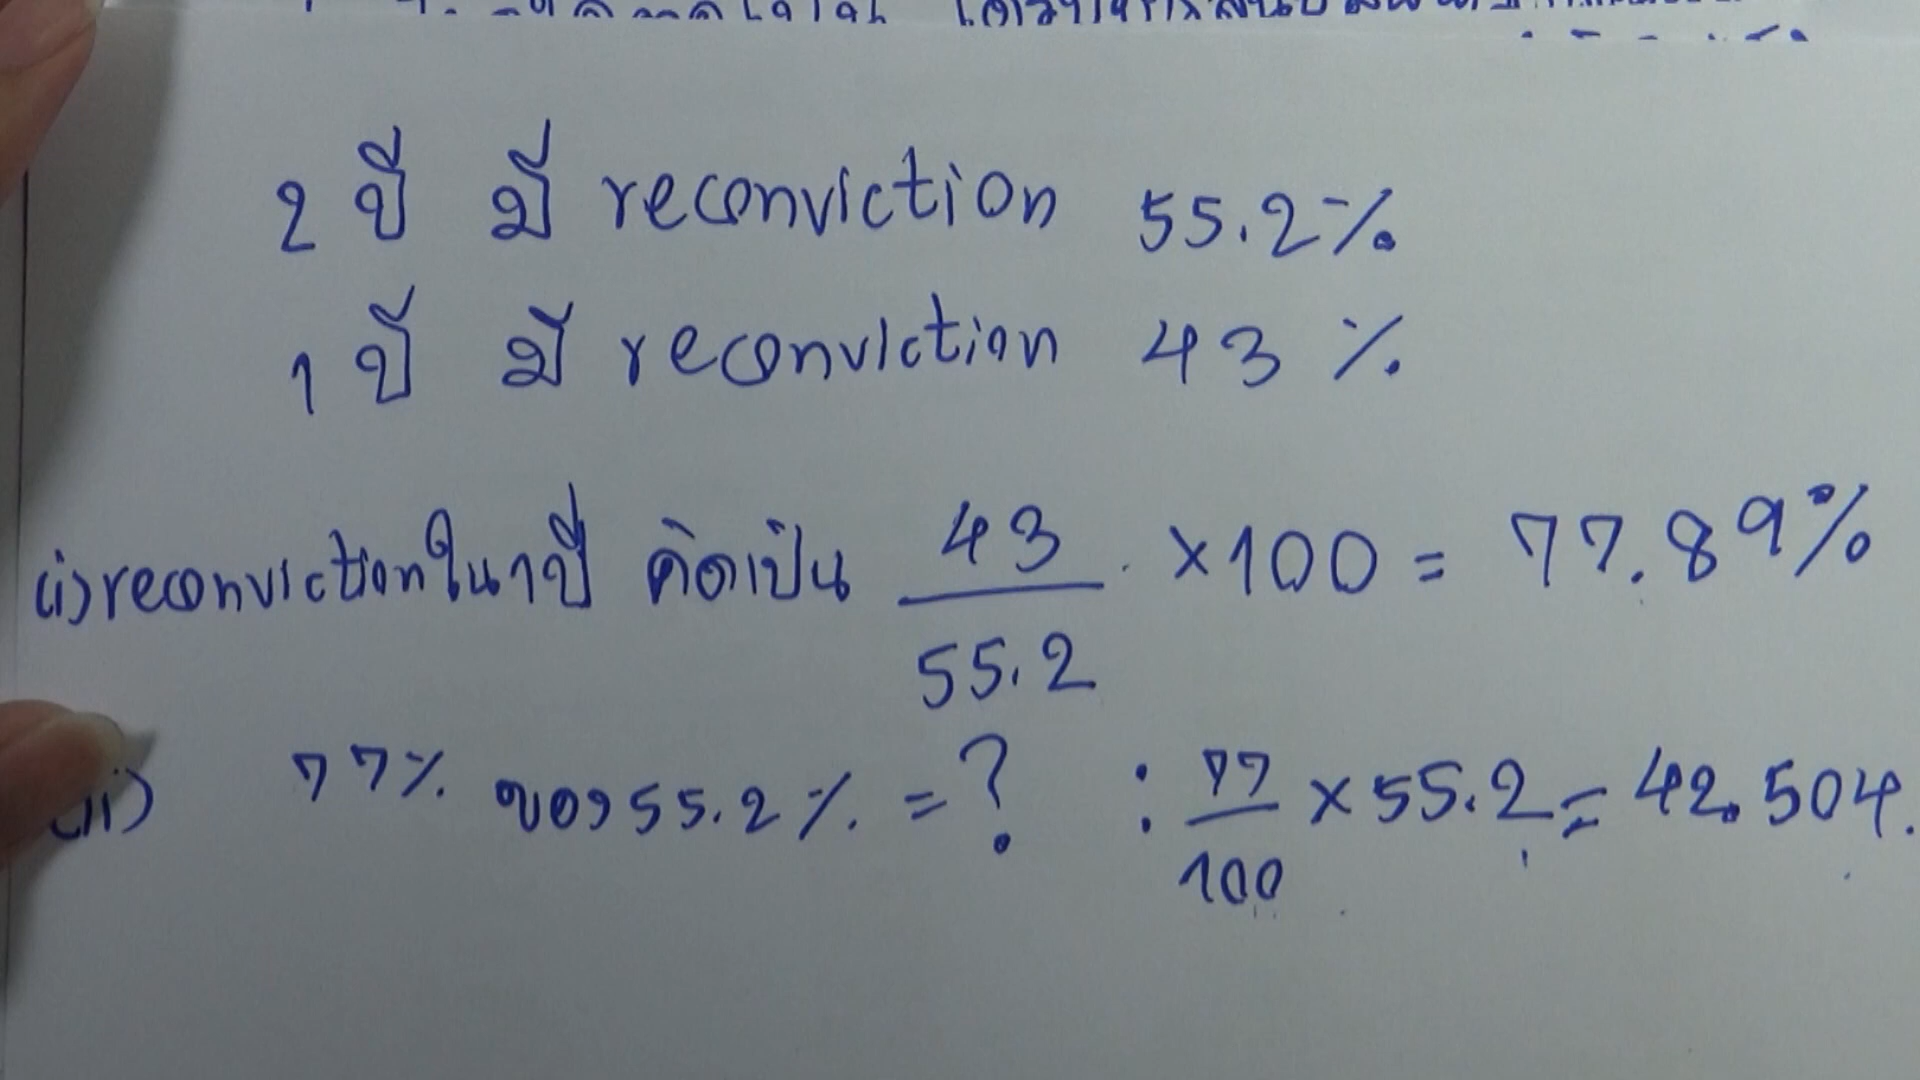 2 ปี มี reconviction 55.2%
1 ปี มี reconviction 43 %
(i) reconviction ใน 1 ปี คิดเป็น 43/55.2 × 100 = 77.89%
(ii) 77% ของ 55.2% = ? : 77/100 × 55.2 = 42.504.